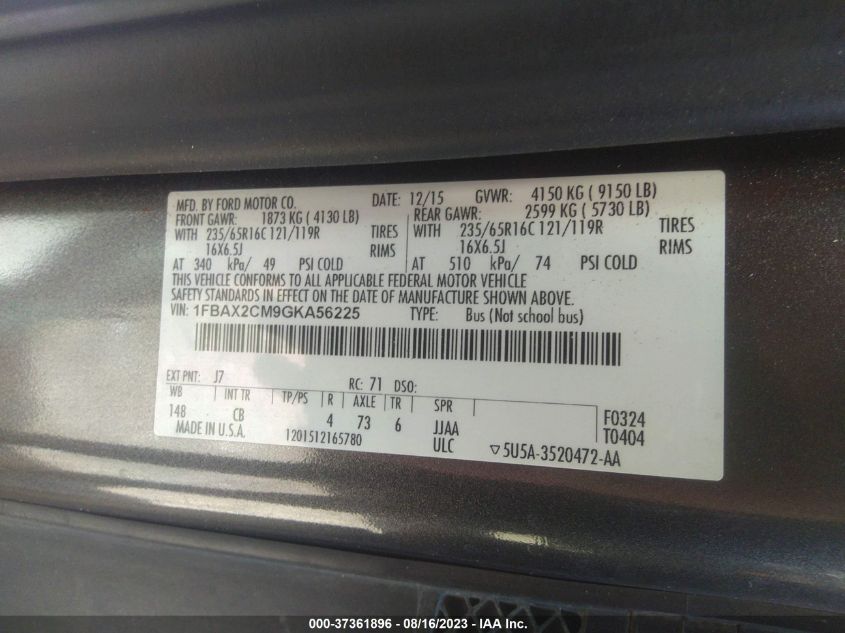 MFD. BY FORD MOTOR CO. DATE: 12/15 GVWR: 4150 KG ( 9150 LB)
FRONT GAWR: 1873 KG ( 4130 LB) REAR GAWR: 2599 KG ( 5730 LB)
WITH 235/65R16C 121/119R TIRES WITH 235/65R16C 121/119R TIRES
16X6.5J RIMS 16X6.5J RIMS
AT 340 kPa/ 49 PSI COLD AT 510 kPa/ 74 PSI COLD
THIS VEHICLE CONFORMS TO ALL APPLICABLE FEDERAL MOTOR VEHICLE
SAFETY STANDARDS IN EFFECT ON THE DATE OF MANUFACTURE SHOWN ABOVE.
VIN: 1FBAX2CM9GKA56225 TYPE: Bus (Not school bus)
EXT PNT: J7 RC: 71 DSO:
WB INT TR TP/PS R AXLE TR SPR
148 CB 4 73 6 JJAA F0324
MADE IN U.S.A. 1201512165780 ULC T0404
▽5U5A-3520472-AA
000-37361896 - 08/16/2023 - IAA Inc.